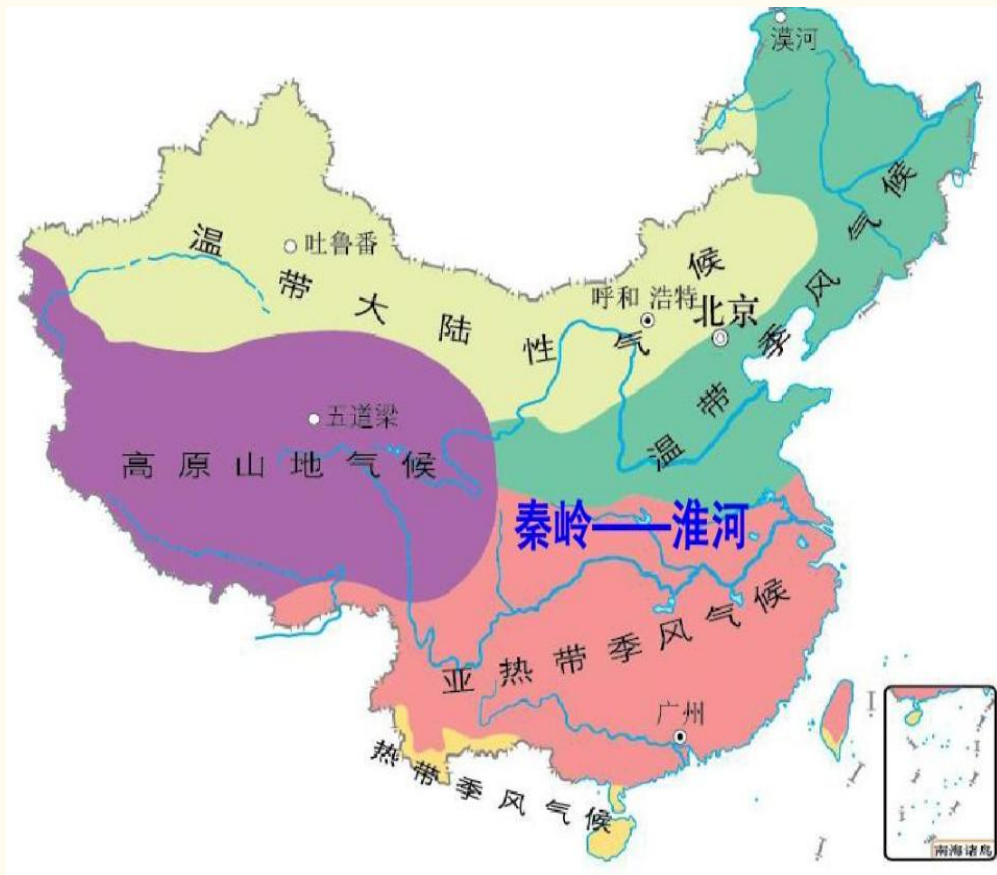 漠河
温带大陆性气候
吐鲁番
呼和 浩特
北京
温带季风气候
五道梁
高原山地气候
秦岭——淮河
亚热带季风气候
广州
热带季风气候
南海诸岛